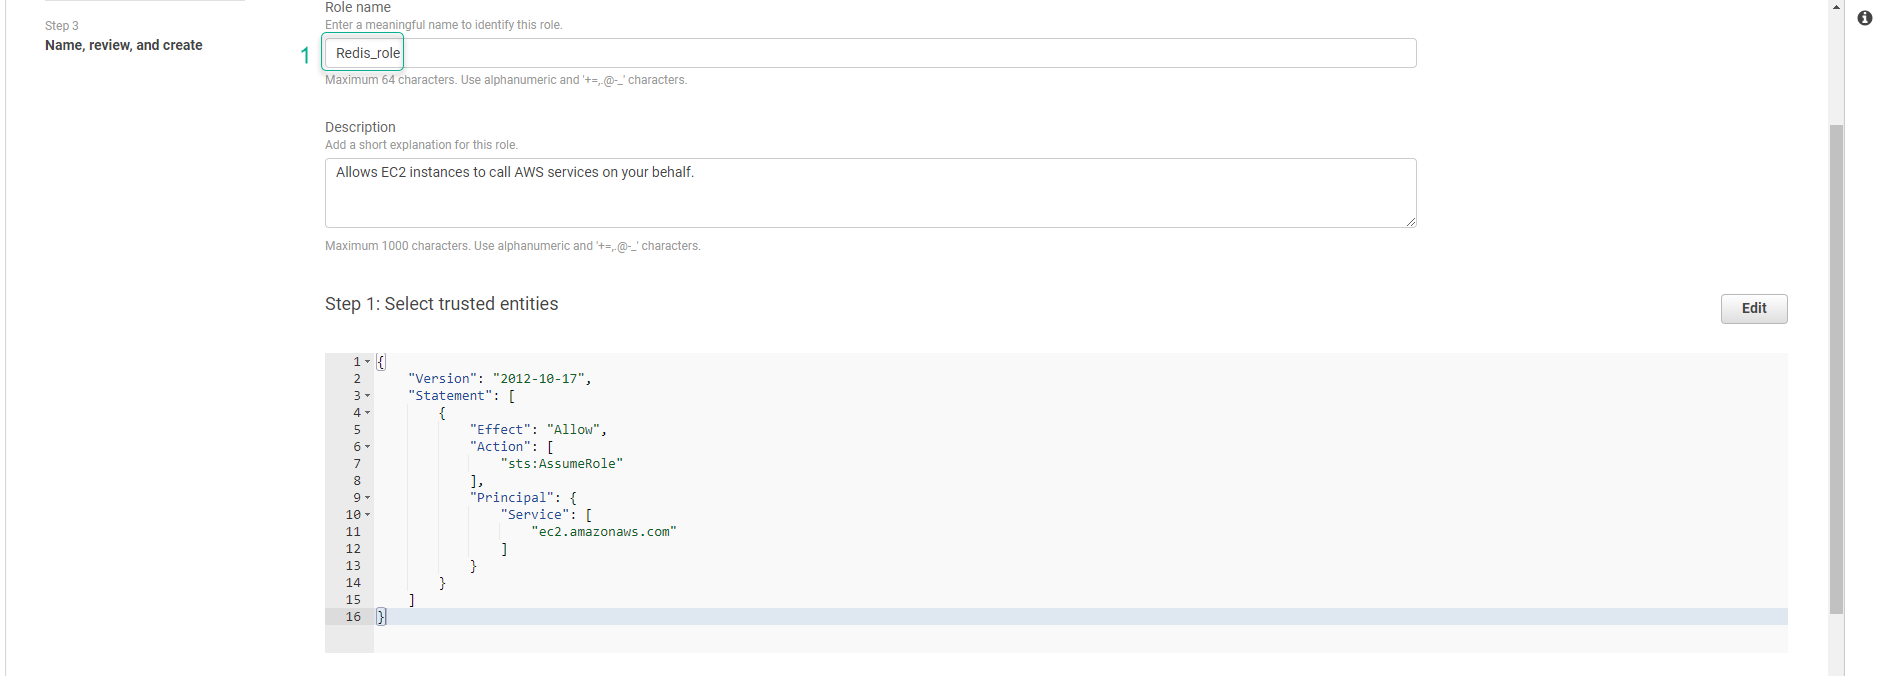 Step 3
Name, review, and create
Role name
Enter a meaningful name to identify this role.
1
Redis_role
Maximum 64 characters. Use alphanumeric and '+=,.@-_' characters.
Description
Add a short explanation for this role.
Allows EC2 instances to call AWS services on your behalf.
Maximum 1000 characters. Use alphanumeric and '+=,.@-_' characters.
Step 1: Select trusted entities
Edit
1 {
2 "Version": "2012-10-17",
3 "Statement": [
4 {
5 "Effect": "Allow",
6 "Action": [
7 "sts:AssumeRole"
8 ],
9 "Principal": {
10 "Service": [
11 "ec2.amazonaws.com"
12 ]
13 }
14 }
15 ]
16 }